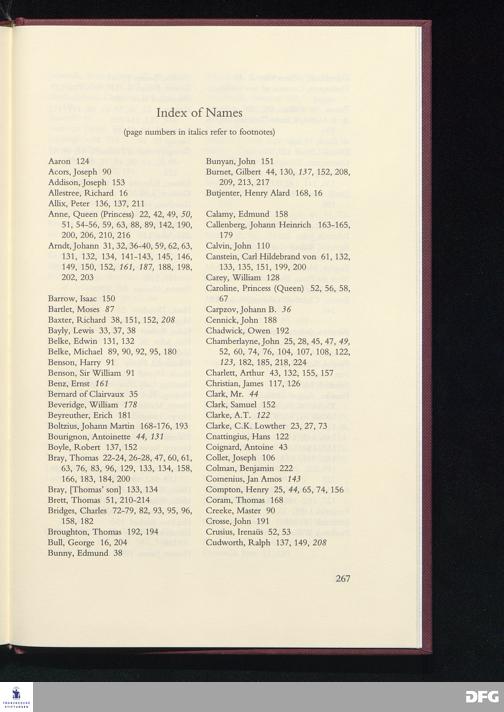 Index of Names
(page numbers in italics refer to footnotes)
Aaron 124
Acors, Joseph 90
Addison, Joseph 153
Allestree, Richard 16
Allix, Peter 136, 137, 211
Anne, Queen (Princess) 22, 42, 49, 50,
51, 54-56, 59, 63, 88, 89, 142, 190,
200, 206, 210, 216
Arndt, Johann 31, 32, 36-40, 59, 62, 63,
131, 132, 134, 141-143, 145, 146,
149, 150, 152, 161, 187, 188, 198,
202, 203
Barrow, Isaac 150
Bartlet, Moses 87
Baxter, Richard 38, 151, 152, 208
Bayly, Lewis 33, 37, 38
Belke, Edwin 131, 132
Belke, Michael 89, 90, 92, 95, 180
Benson, Harry 91
Benson, Sir William 91
Benz, Ernst 161
Bernard of Clairvaux 35
Beveridge, William 178
Beyreuther, Erich 181
Boltzius, Johann Martin 168-176, 193
Bourignon, Antoinette 44, 131
Boyle, Robert 137, 152
Bray, Thomas 22-24, 26-28, 47, 60, 61,
63, 76, 83, 96, 129, 133, 134, 158,
166, 183, 184, 200
Bray, [Thomas' son] 133, 134
Brett, Thomas 51, 210-214
Bridges, Charles 72-79, 82, 93, 95, 96,
158, 182
Broughton, Thomas 192, 194
Bull, George 16, 204
Bunny, Edmund 38
Bunyan, John 151
Burnet, Gilbert 44, 130, 137, 152, 208,
209, 213, 217
Butjenter, Henry Alard 168, 16
Calamy, Edmund 158
Callenberg, Johann Heinrich 163-165,
179
Calvin, John 110
Canstein, Carl Hildebrand von 61, 132,
133, 135, 151, 199, 200
Carey, William 128
Caroline, Princess (Queen) 52, 56, 58,
67
Carpzov, Johann B. 36
Cennick, John 188
Chadwick, Owen 192
Chamberlayne, John 25, 28, 45, 47, 49,
52, 60, 74, 76, 104, 107, 108, 122,
123, 182, 185, 218, 224
Charlett, Arthur 43, 132, 155, 157
Christian, James 117, 126
Clark, Mr. 44
Clark, Samuel 152
Clarke, A.T. 122
Clarke, C.K. Lowther 23, 27, 73
Cnattingius, Hans 122
Coignard, Antoine 43
Collet, Joseph 106
Colman, Benjamin 222
Comenius, Jan Amos 143
Compton, Henry 25, 44, 65, 74, 156
Coram, Thomas 168
Creeke, Master 90
Crosse, John 191
Crusius, Irenäus 52, 53
Cudworth, Ralph 137, 149, 208
267
FRANCKESCHE
STIFTUNGEN
DFG